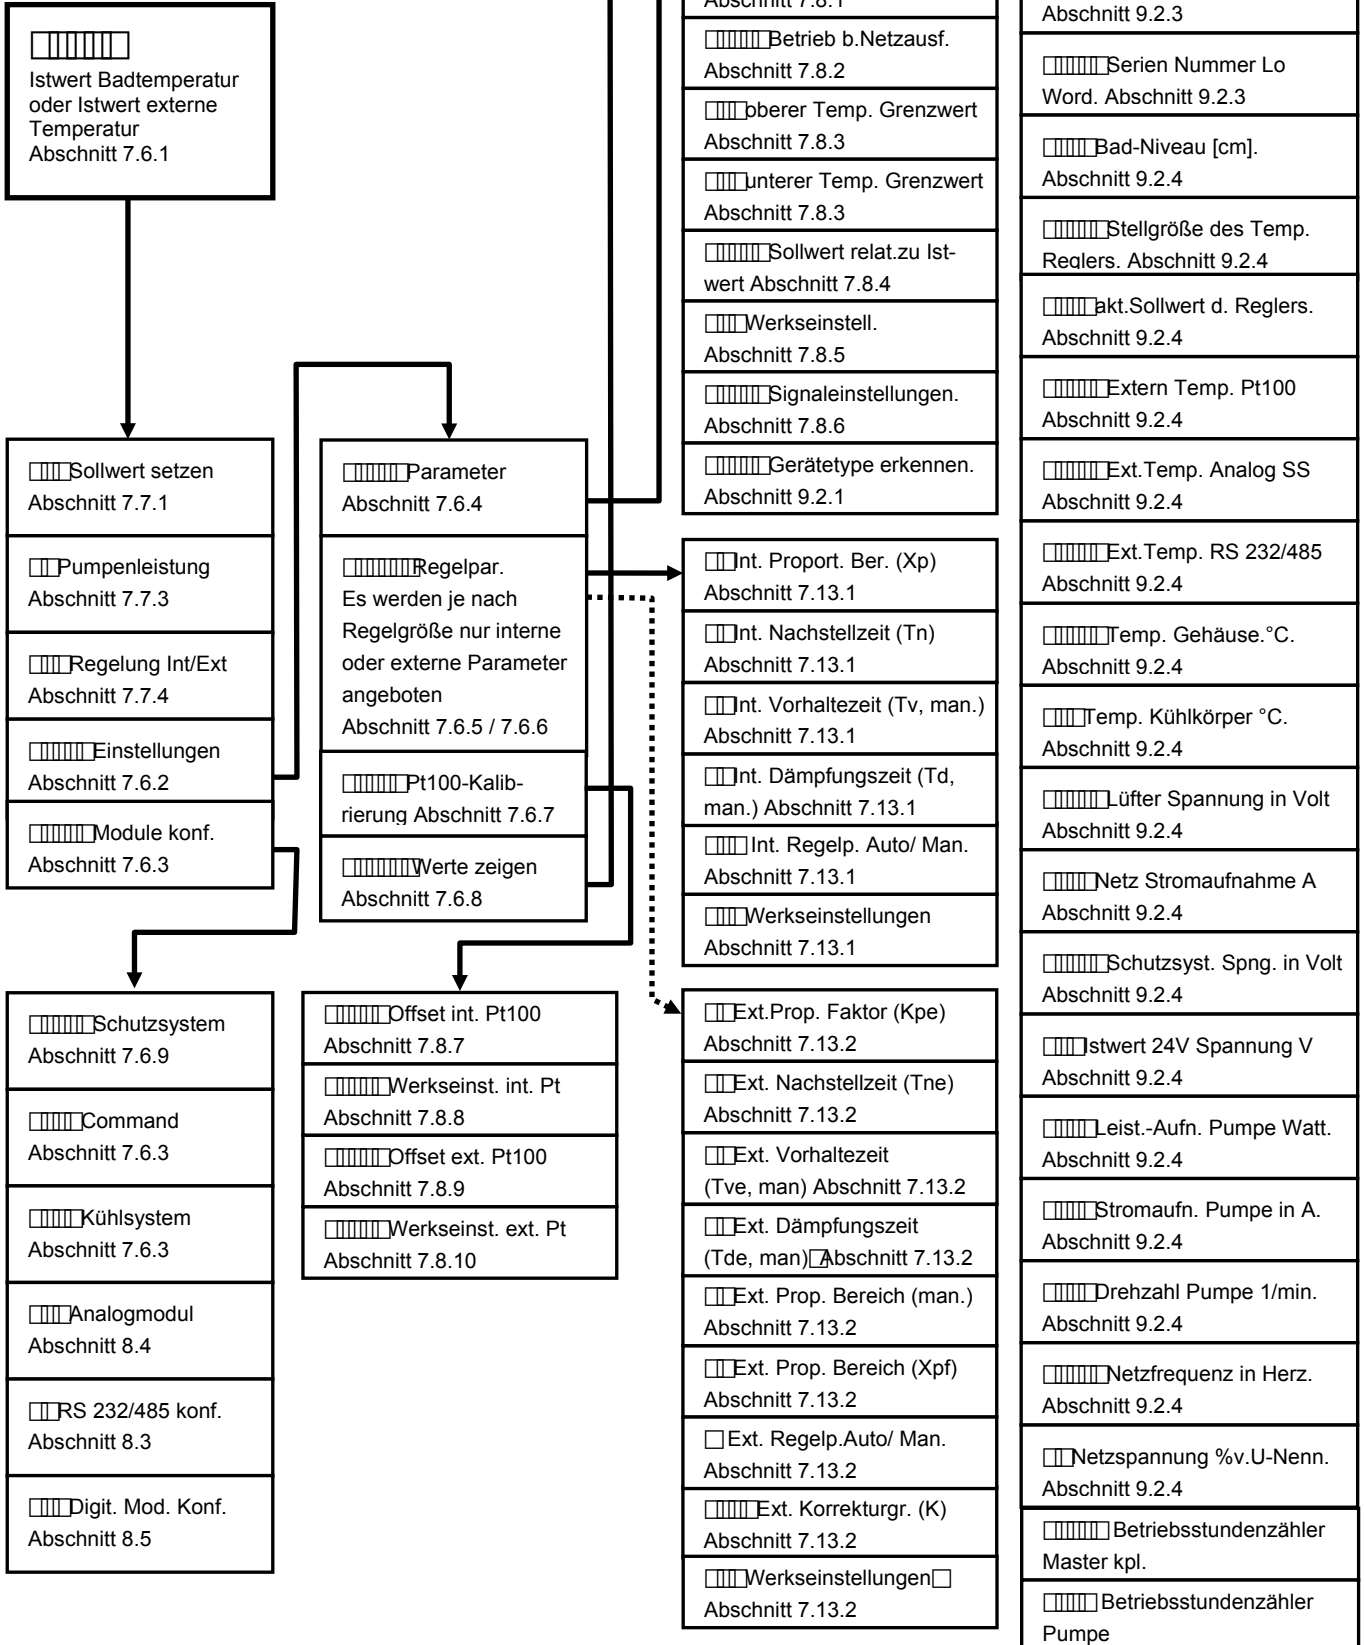 Istwert Badtemperatur
oder Istwert externe
Temperatur
Abschnitt 7.6.1
Sollwert setzen
Abschnitt 7.7.1
Pumpenleistung
Abschnitt 7.7.3
Regelung Int/Ext
Abschnitt 7.7.4
Einstellungen
Abschnitt 7.6.2
Module konf.
Abschnitt 7.6.3
Schutzsystem
Abschnitt 7.6.9
Command
Abschnitt 7.6.3
Kühlsystem
Abschnitt 7.6.3
Analogmodul
Abschnitt 8.4
RS 232/485 konf.
Abschnitt 8.3
Digit. Mod. Konf.
Abschnitt 8.5
Parameter
Abschnitt 7.6.4
Regelpar.
Es werden je nach
Regelgröße nur interne
oder externe Parameter
angeboten
Abschnitt 7.6.5 / 7.6.6
Pt100-Kalib-
rierung Abschnitt 7.6.7
Werte zeigen
Abschnitt 7.6.8
Offset int. Pt100
Abschnitt 7.8.7
Werkseinst. int. Pt
Abschnitt 7.8.8
Offset ext. Pt100
Abschnitt 7.8.9
Werkseinst. ext. Pt
Abschnitt 7.8.10
Abschnitt 7.8.1
Betrieb b.Netzausf.
Abschnitt 7.8.2
oberer Temp. Grenzwert
Abschnitt 7.8.3
unterer Temp. Grenzwert
Abschnitt 7.8.3
Sollwert relat.zu Ist-
wert Abschnitt 7.8.4
Werkseinstell.
Abschnitt 7.8.5
Signaleinstellungen.
Abschnitt 7.8.6
Gerätetype erkennen.
Abschnitt 9.2.1
Int. Proport. Ber. (Xp)
Abschnitt 7.13.1
Int. Nachstellzeit (Tn)
Abschnitt 7.13.1
Int. Vorhaltezeit (Tv, man.)
Abschnitt 7.13.1
Int. Dämpfungszeit (Td,
man.) Abschnitt 7.13.1
Int. Regelp. Auto/ Man.
Abschnitt 7.13.1
Werkseinstellungen
Abschnitt 7.13.1
Ext.Prop. Faktor (Kpe)
Abschnitt 7.13.2
Ext. Nachstellzeit (Tne)
Abschnitt 7.13.2
Ext. Vorhaltezeit
(Tve, man) Abschnitt 7.13.2
Ext. Dämpfungszeit
(Tde, man) Abschnitt 7.13.2
Ext. Prop. Bereich (man.)
Abschnitt 7.13.2
Ext. Prop. Bereich (Xpf)
Abschnitt 7.13.2
Ext. Regelp.Auto/ Man.
Abschnitt 7.13.2
Ext. Korrekturgr. (K)
Abschnitt 7.13.2
Werkseinstellungen
Abschnitt 7.13.2
Abschnitt 9.2.3
Serien Nummer Lo
Word. Abschnitt 9.2.3
Bad-Niveau [cm].
Abschnitt 9.2.4
Stellgröße des Temp.
Reglers. Abschnitt 9.2.4
akt.Sollwert d. Reglers.
Abschnitt 9.2.4
Extern Temp. Pt100
Abschnitt 9.2.4
Ext.Temp. Analog SS
Abschnitt 9.2.4
Ext.Temp. RS 232/485
Abschnitt 9.2.4
Temp. Gehäuse.°C.
Abschnitt 9.2.4
Temp. Kühlkörper °C.
Abschnitt 9.2.4
Lüfter Spannung in Volt
Abschnitt 9.2.4
Netz Stromaufnahme A
Abschnitt 9.2.4
Schutzsyst. Spng. in Volt
Abschnitt 9.2.4
Istwert 24V Spannung V
Abschnitt 9.2.4
Leist.-Aufn. Pumpe Watt.
Abschnitt 9.2.4
Stromaufn. Pumpe in A.
Abschnitt 9.2.4
Drehzahl Pumpe 1/min.
Abschnitt 9.2.4
Netzfrequenz in Herz.
Abschnitt 9.2.4
Netzspannung %v.U-Nenn.
Abschnitt 9.2.4
Betriebsstundenzähler
Master kpl.
Betriebsstundenzähler
Pumpe